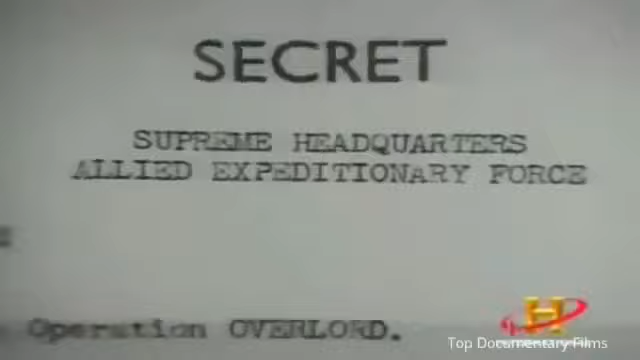 SECRET
SUPREME HEADQUARTERS
ALLIED EXPEDITIONARY FORCE
Operation OVERLORD.
H
Top Documentary Films